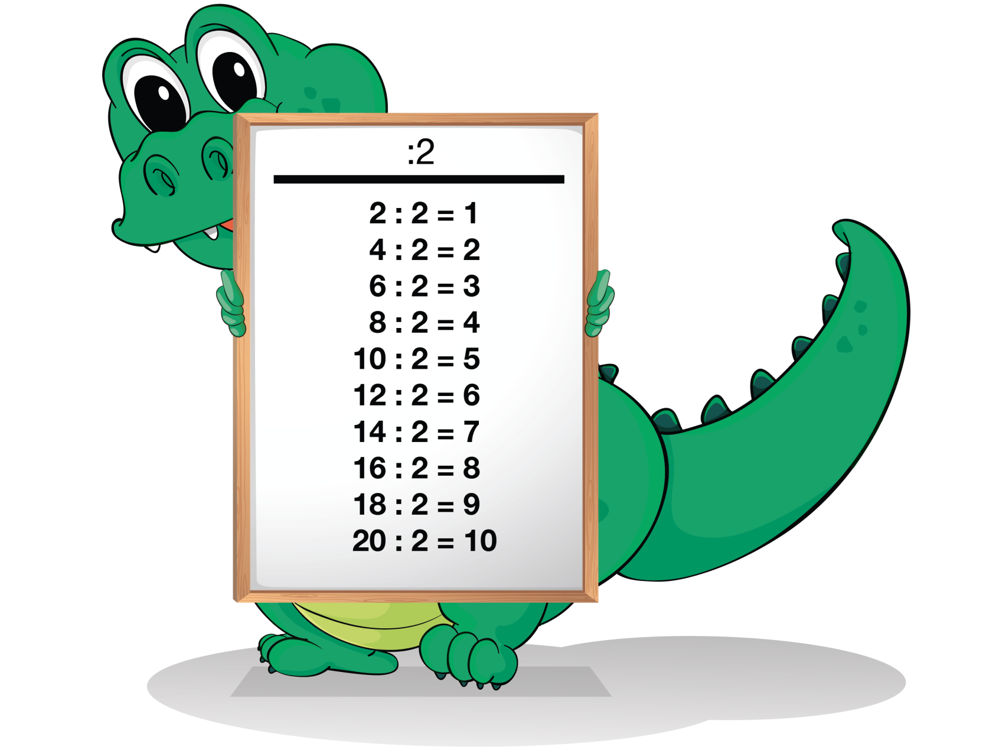 :2
2 : 2 = 1
4 : 2 = 2
6 : 2 = 3
8 : 2 = 4
10 : 2 = 5
12 : 2 = 6
14 : 2 = 7
16 : 2 = 8
18 : 2 = 9
20 : 2 = 10